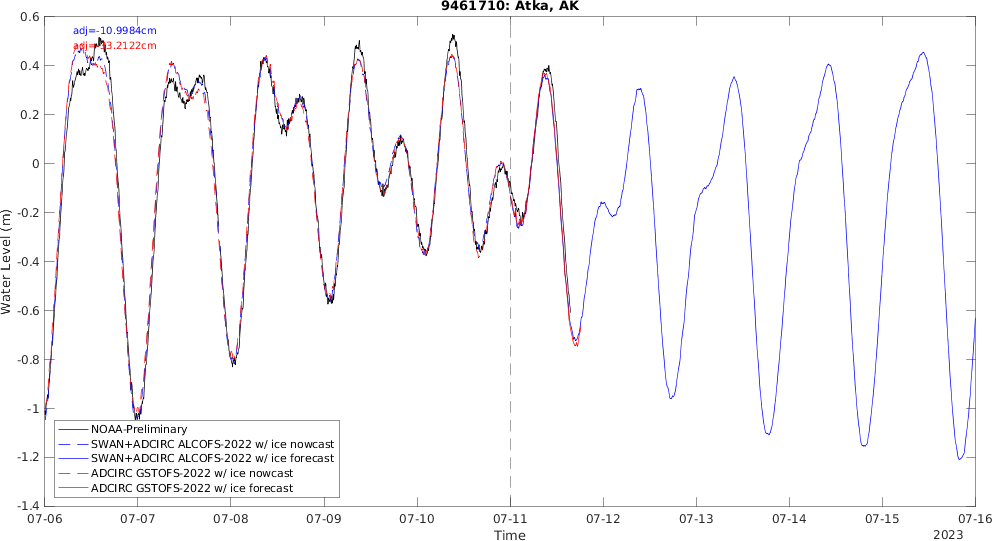 9461710: Atka, AK
adj=-10.9984cm
adj=-13.2122cm
0.6
0.4
0.2
0
-0.2
-0.4
-0.6
-0.8
-1
-1.2
-1.4
Water Level (m)
NOAA-Preliminary
SWAN+ADCIRC ALCOFS-2022 w/ ice nowcast
SWAN+ADCIRC ALCOFS-2022 w/ ice forecast
ADCIRC GSTOFS-2022 w/ ice nowcast
ADCIRC GSTOFS-2022 w/ ice forecast
07-06 07-07 07-08 07-09 07-10 07-11 07-12 07-13 07-14 07-15 07-16
Time
2023